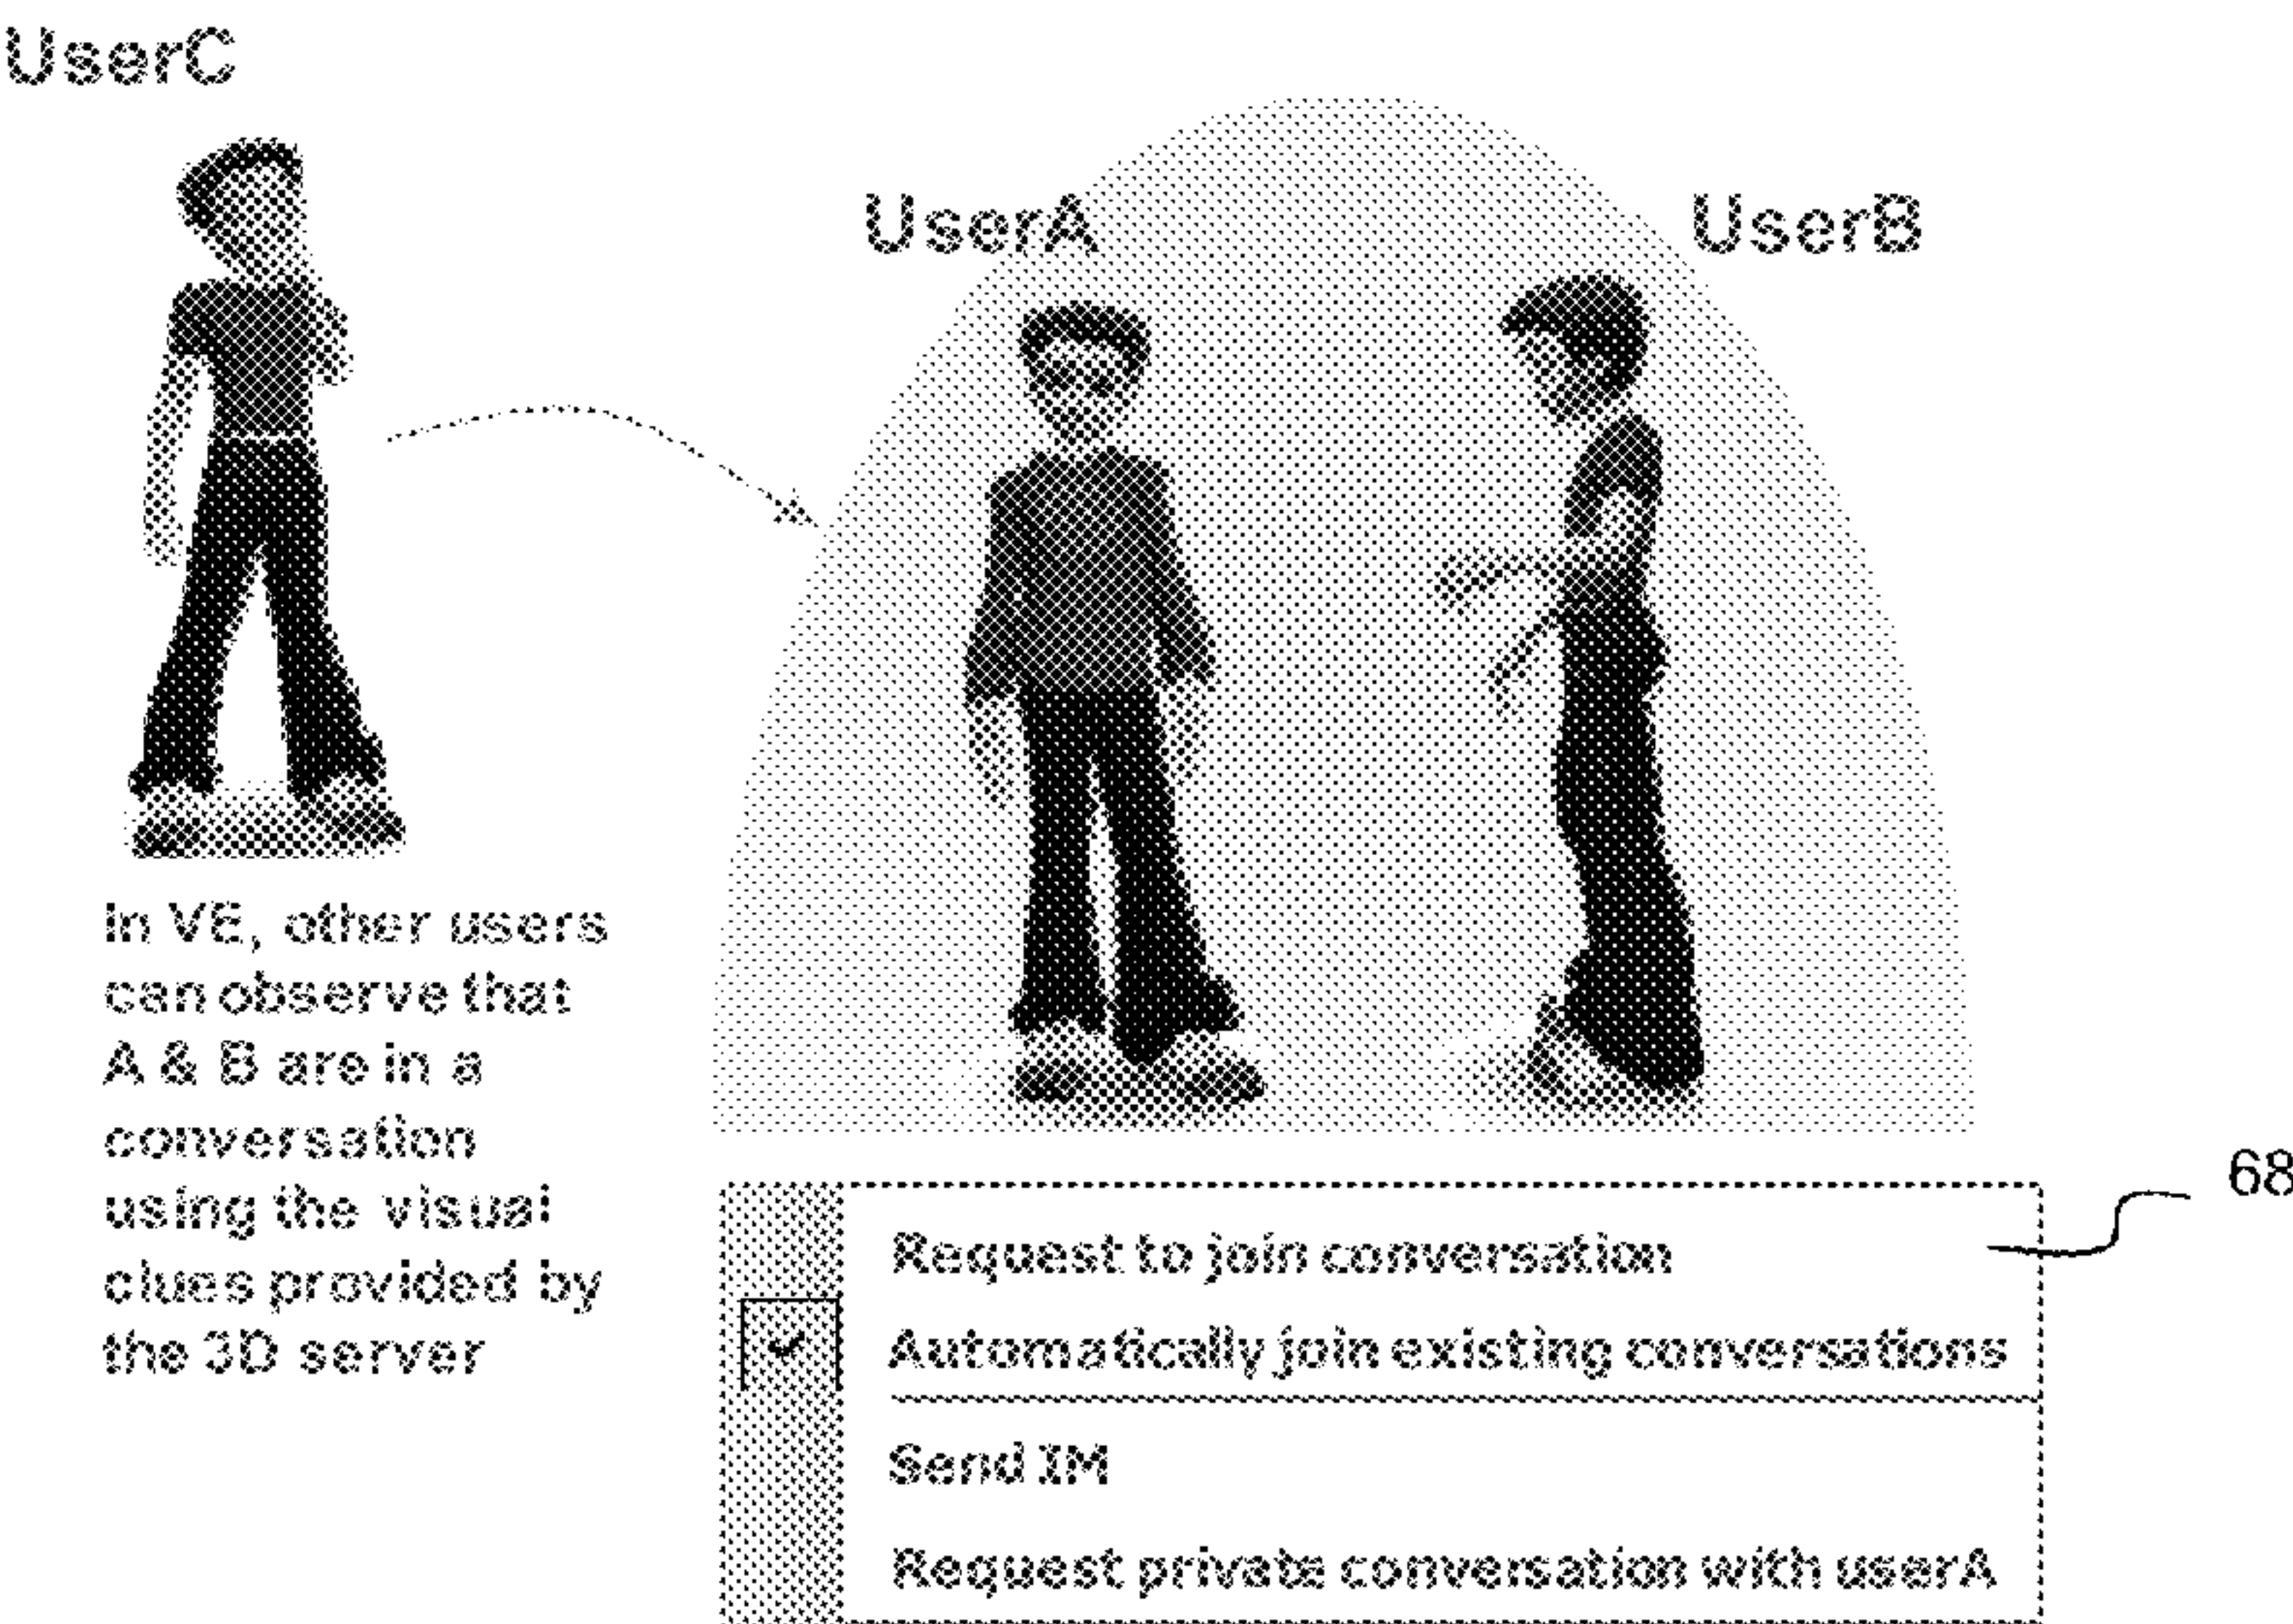 UserC
UserA
UserB
In VE, other users
can observe that
A & B are in a
conversation
using the visual
clues provided by
the 3D server
68
Request to join conversation
Automatically join existing conversations
Send IM
Request private conversation with userA